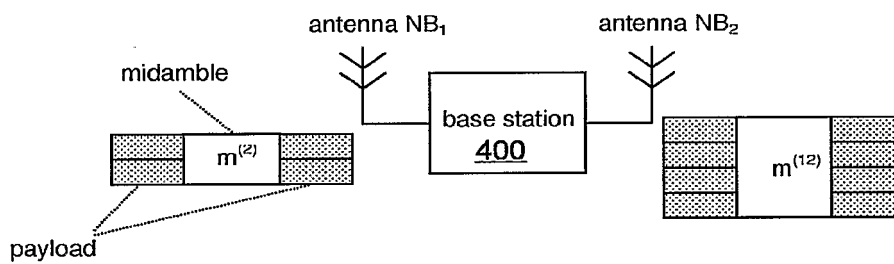 antenna NB₁
antenna NB₂
midamble
base station
400
m⁽²⁾
m⁽¹²⁾
payload